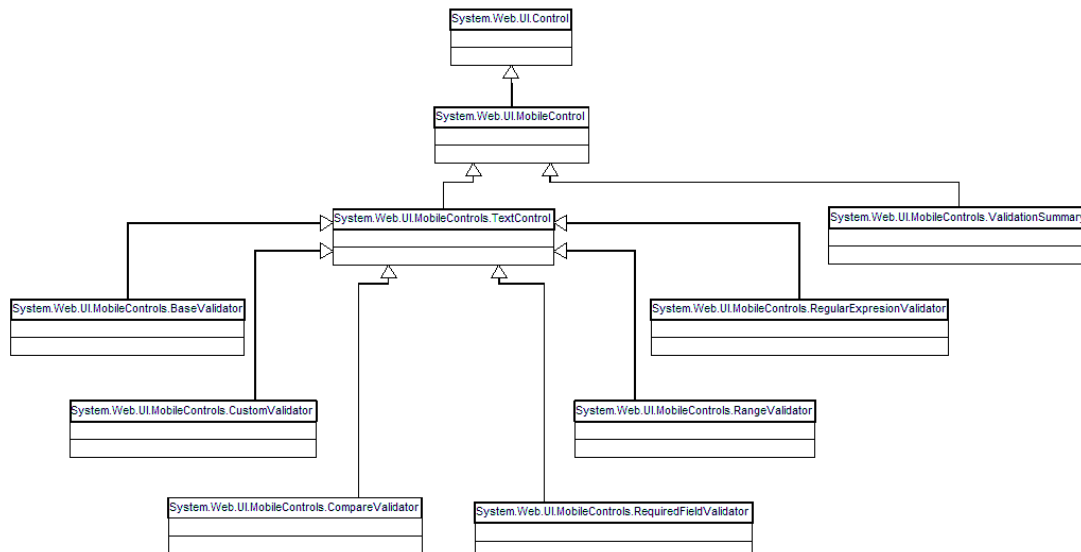 System.Web.UI.Control
System.Web.UI.MobileControl
System.Web.UI.MobileControls.TextControl
System.Web.UI.MobileControls.ValidationSummary
System.Web.UI.MobileControls.BaseValidator
System.Web.UI.MobileControls.RegularExpresionValidator
System.Web.UI.MobileControls.CustomValidator
System.Web.UI.MobileControls.RangeValidator
System.Web.UI.MobileControls.CompareValidator
System.Web.UI.MobileControls.RequiredFieldValidator